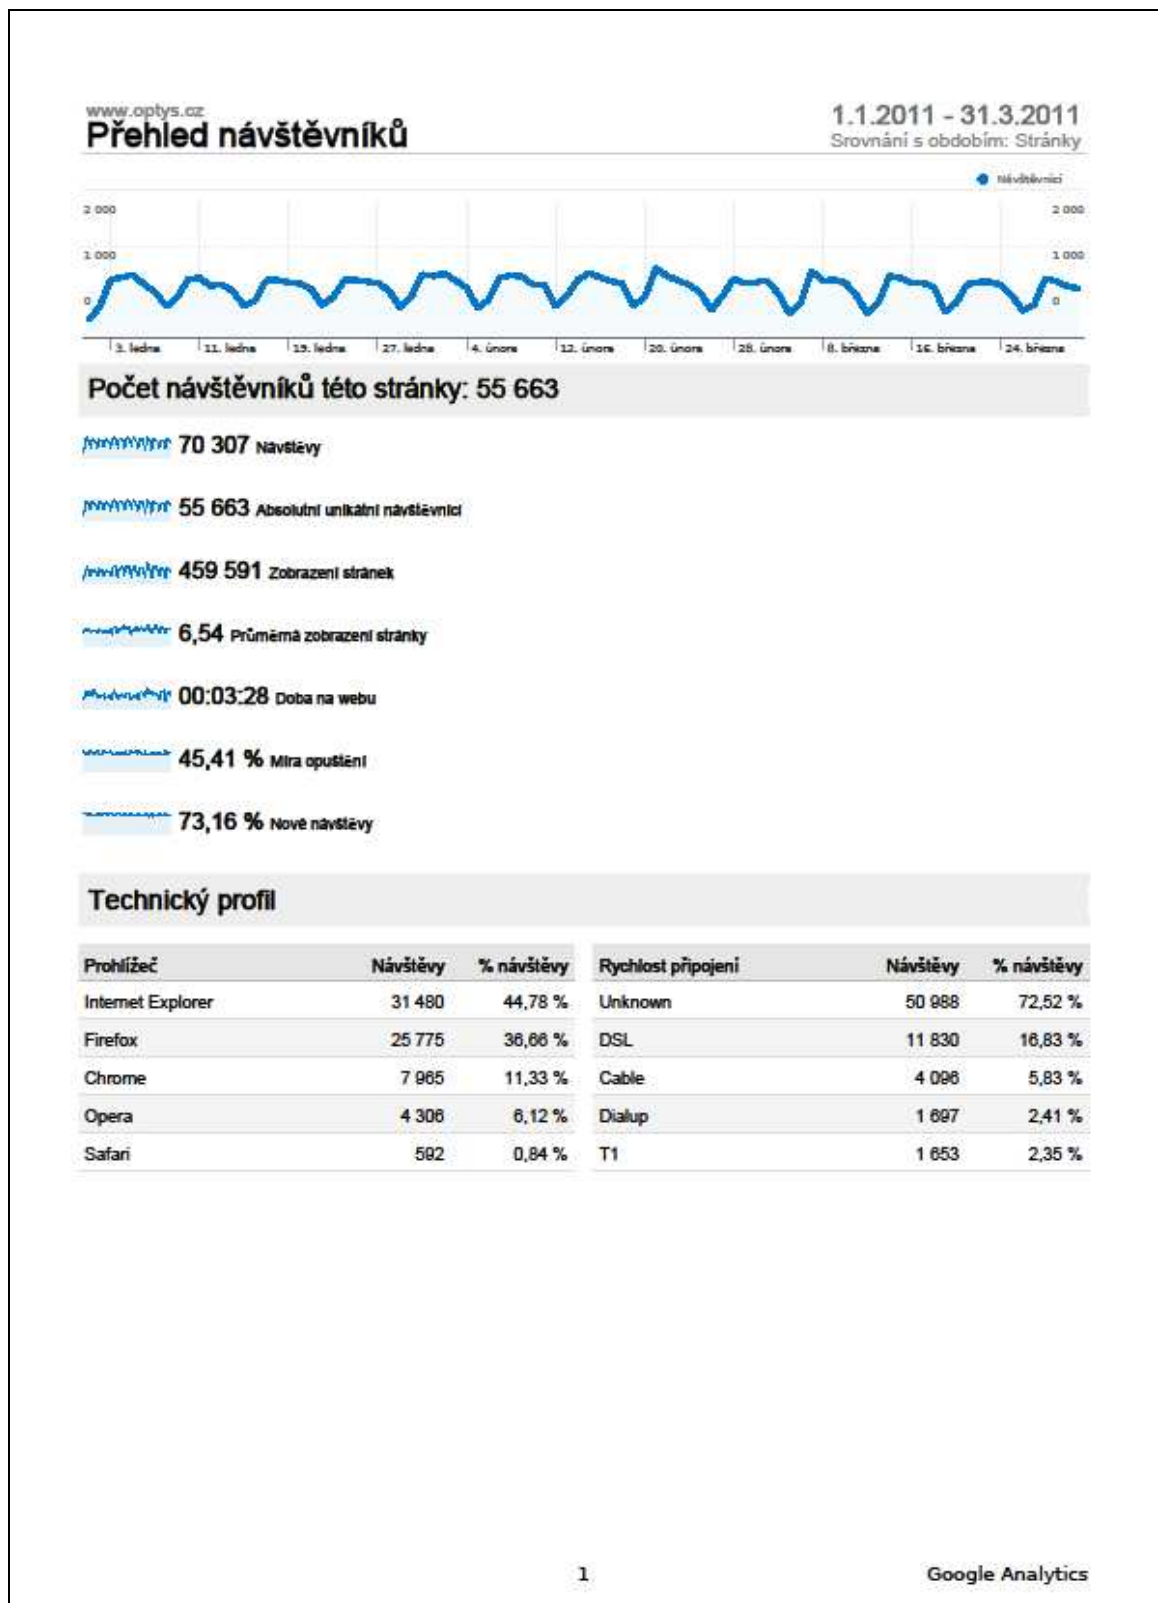 www.optys.cz
Přehled návštěvníků
1.1.2011 - 31.3.2011
Srovnání s obdobím: Stránky
Návštěvníci
2 000 2 000
1 000 1 000
0 0
3. ledna 11. ledna 19. ledna 27. ledna 4. února 12. února 20. února 28. února 8. března 16. března 24. března
Počet návštěvníků této stránky: 55 663
70 307 Návštěvy
55 663 Absolutní unikátní návštěvníci
459 591 Zobrazení stránek
6,54 Průměrná zobrazení stránky
00:03:28 Doba na webu
45,41 % Míra opuštění
73,16 % Nové návštěvy
Technický profil
Prohlížeč Návštěvy % návštěvy Rychlost připojení Návštěvy % návštěvy
Internet Explorer 31 480 44,78 % Unknown 50 988 72,52 %
Firefox 25 775 36,66 % DSL 11 830 16,83 %
Chrome 7 965 11,33 % Cable 4 096 5,83 %
Opera 4 306 6,12 % Dialup 1 697 2,41 %
Safari 592 0,84 % T1 1 653 2,35 %
1 Google Analytics